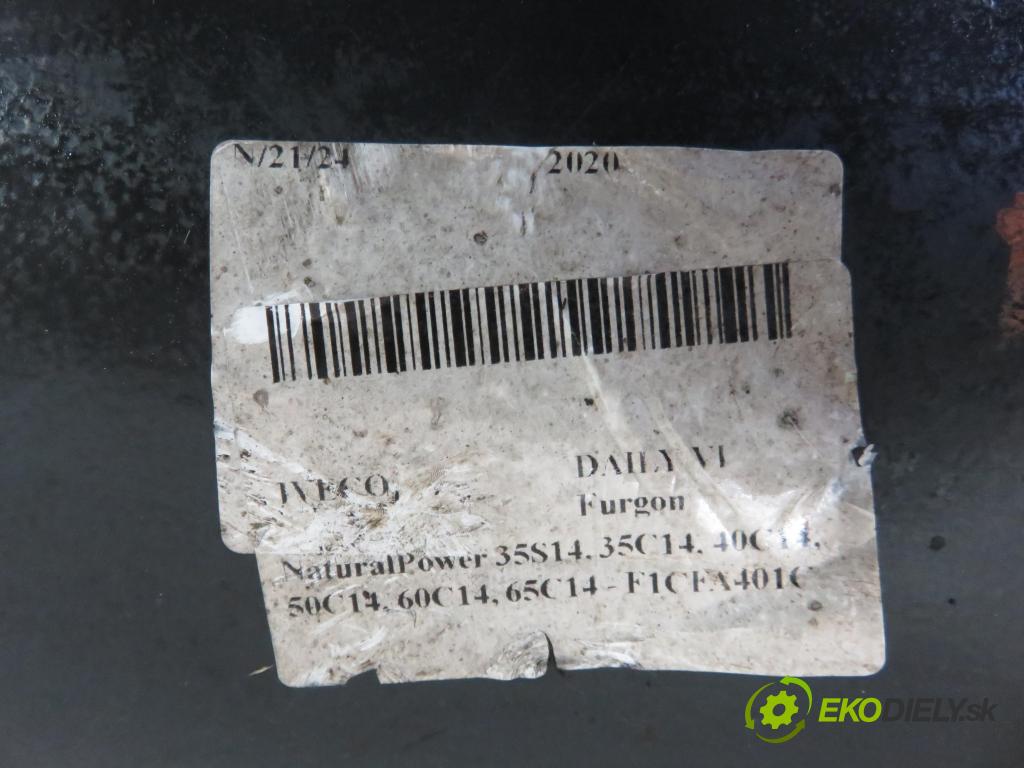 N/21/24 2020
IVECO, DAILY VI
Furgon
NaturalPower 35S14, 35C14, 40C14,
50C14, 60C14, 65C14 - F1CFA401C
EKODIELY.sk